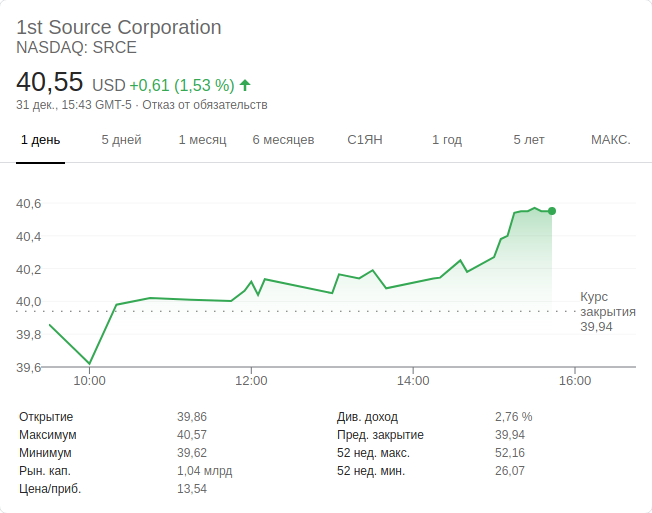 1st Source Corporation
NASDAQ: SRCE
40,55 USD +0,61 (1,53 %)
31 дек., 15:43 GMT-5 · Отказ от обязательств
1 день 5 дней 1 месяц 6 месяцев С1ЯН 1 год 5 лет МАКС.
40,6
40,4
40,2
40,0
39,8
39,6
Курс
закрытия
39,94
10:00 12:00 14:00 16:00
Открытие 39,86 Див. доход 2,76 %
Максимум 40,57 Пред. закрытие 39,94
Минимум 39,62 52 нед. макс. 52,16
Рын. кап. 1,04 млрд 52 нед. мин. 26,07
Цена/приб. 13,54